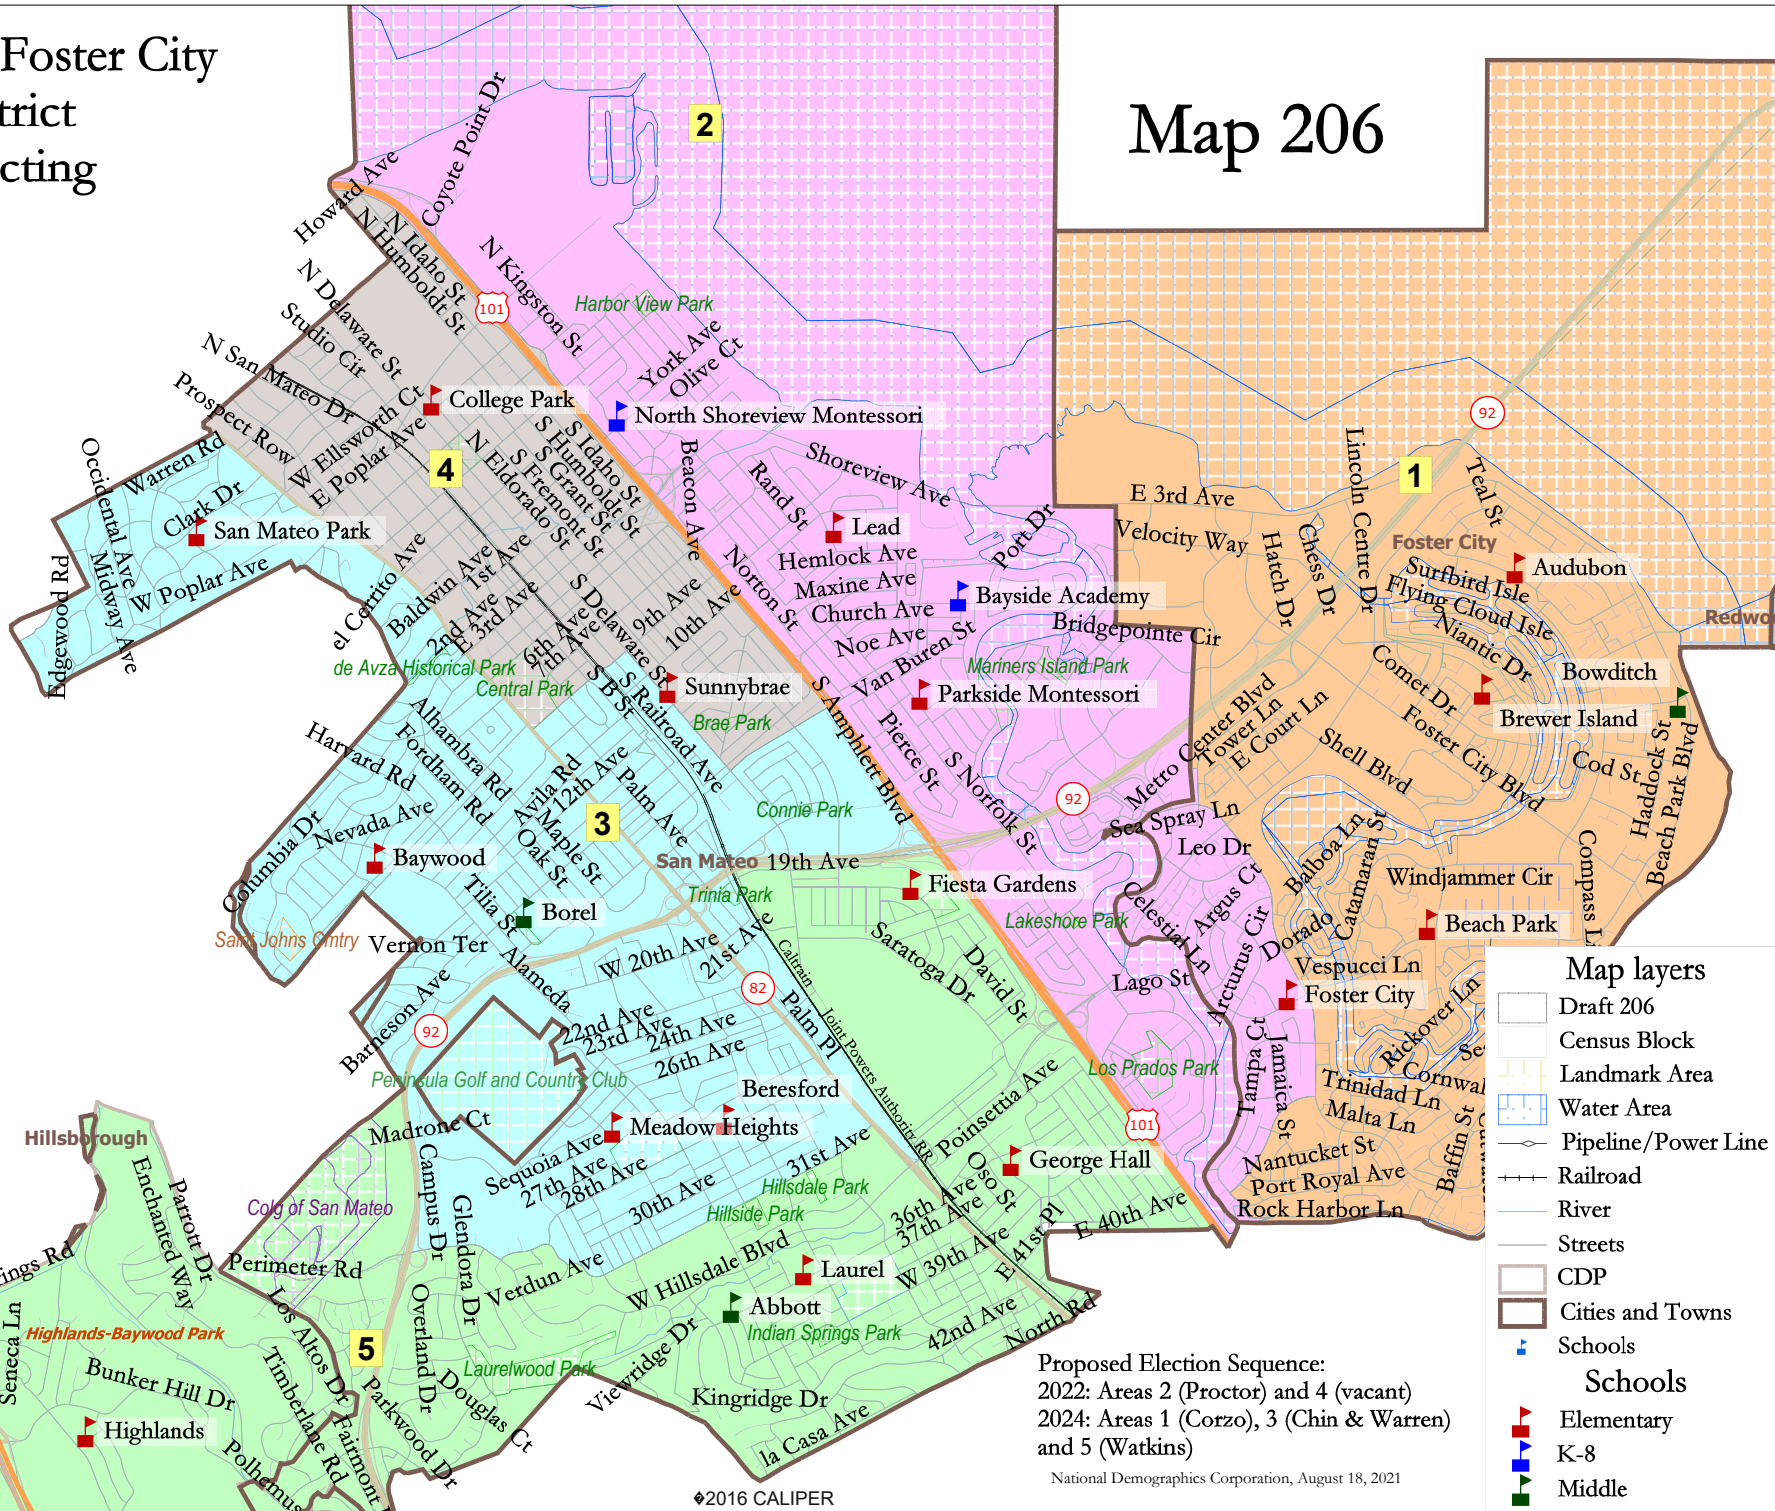 Foster City
trict
cting
Map 206
2
Howard Ave
Coyote Point Dr
N Idaho St
N Humboldt St
N Kingston St
101
Harbor View Park
N Delaware St
Studio Cir
N San Mateo Dr
Prospect Row
York Ave
Olive Ct
W Ellsworth Ct
E Poplar Ave
College Park
North Shoreview Montessori
92
4
1
Occidental Ave
Warren Rd
Clark Dr
San Mateo Park
Midway Ave
W Poplar Ave
Edgewood Rd
el Cerrito Ave
Baldwin Ave
1st Ave
2nd Ave
E 3rd Ave
N Eldorado St
S Fremont St
S Grant St
S Humboldt St
S Idaho St
Beacon Ave
Rand St
Shoreview Ave
Lead
Hemlock Ave
Maxine Ave
Church Ave
Noe Ave
Van Buren St
Port Dr
Bayside Academy
Bridgepointe Cir
Mariners Island Park
Parkside Montessori
Norton St
E 3rd Ave
Velocity Way
Hatch Dr
Chess Dr
Lincoln Centre Dr
Teal St
Foster City
Audubon
Surfbird Isle
Flying Cloud Isle
Niantic Dr
Comet Dr
Bowditch
Brewer Island
Redwo
Foster City Blvd
Shell Blvd
Cod St
Haddock St
Beach Park Blvd
6th Ave
7th Ave
S Delaware St
9th Ave
10th Ave
de Avza Historical Park
Central Park
S B St
S Railroad Ave
Sunnybrae
Brae Park
S Amphlett Blvd
Pierce St
S Norfolk St
Metro Center Blvd
Tower Ln
E Court Ln
92
Sea Spray Ln
Leo Dr
Alhambra Rd
Fordham Rd
Harvard Rd
Nevada Ave
Columbia Dr
Baywood
Avila Rd
12th Ave
Maple St
Oak St
Palm Ave
3
Connie Park
San Mateo
19th Ave
Trinia Park
Fiesta Gardens
Tilia St
Borel
Saint Johns Cmtry
Vernon Ter
Alameda
Barneson Ave
92
W 20th Ave
21st Ave
82
Caltrain
Joint Powers Authority RR
Palm Pl
Saratoga Dr
David St
Lakeshore Park
Celestial Ln
Argus Ct
Arcturus Cir
Lago St
Balboa Ln
Catamaran St
Dorado
Windjammer Cir
Beach Park
Compass L
Vespucci Ln
Foster City
Rickover Ln
Se
Cornwal
Trinidad Ln
Malta Ln
Tampa Ct
Jamaica St
Nantucket St
Port Royal Ave
Rock Harbor Ln
Baffin St
22nd Ave
23rd Ave
24th Ave
26th Ave
Peninsula Golf and Country Club
Beresford
Meadow Heights
Los Prados Park
101
Poinsettia Ave
George Hall
Oso St
Hillsborough
Madrone Ct
Campus Dr
Sequoia Ave
27th Ave
28th Ave
30th Ave
31st Ave
Hillsdale Park
Hillside Park
36th Ave
37th Ave
W 39th Ave
E 40th Ave
E 41st Pl
42nd Ave
North Rd
Enchanted Way
Parrott Dr
Colg of San Mateo
Perimeter Rd
Glendora Dr
Verdun Ave
W Hillsdale Blvd
Laurel
Abbott
Indian Springs Park
ings Rd
Seneca Ln
Highlands-Baywood Park
Los Altos Dr
5
Overland Dr
Laurelwood Park
Viewridge Dr
Bunker Hill Dr
Timberlane Rd
Fairmont
Parkwood Dr
Douglas Ct
Kingridge Dr
la Casa Ave
Highlands
Polhemus
Proposed Election Sequence:
2022: Areas 2 (Proctor) and 4 (vacant)
2024: Areas 1 (Corzo), 3 (Chin & Warren)
and 5 (Watkins)
National Demographics Corporation, August 18, 2021
�2016 CALIPER
Map layers
Draft 206
Census Block
Landmark Area
Water Area
Pipeline/Power Line
Railroad
River
Streets
CDP
Cities and Towns
Schools
Schools
Elementary
K-8
Middle